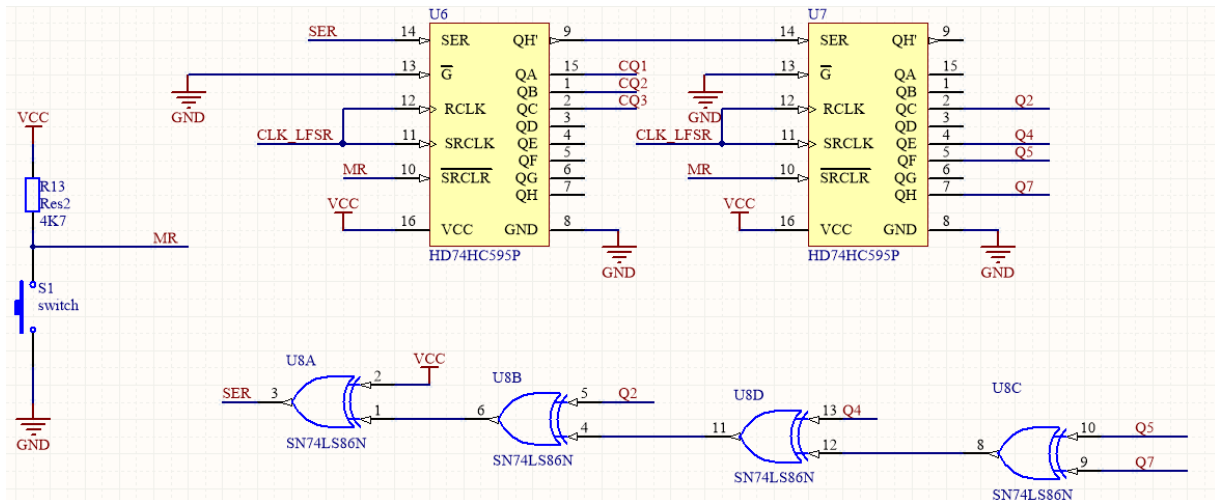 U6
U7
SER 14 SER QH' 9
14 SER QH' 9
13 G QA 15 CQ1
13 G QA 15
QB 1 CQ2
QB 1
GND
12 RCLK QC 2 CQ3
GND
12 RCLK QC 2 Q2
VCC
QD 3
QD 3
CLK_LFSR 11 SRCLK QE 4
CLK_LFSR 11 SRCLK QE 4 Q4
QF 5
QF 5 Q5
MR 10 SRCLR QG 6
MR 10 SRCLR QG 6
R13
Res2
4K7
QH 7
QH 7 Q7
VCC
16 VCC GND 8
VCC
16 VCC GND 8
MR
HD74HC595P
HD74HC595P
GND
GND
S1
switch
GND
U8A
VCC
2
SER 3
1
SN74LS86N
U8B
5 Q2
6
4
SN74LS86N
U8D
13 Q4
11
12
SN74LS86N
U8C
10 Q5
8
9 Q7
SN74LS86N